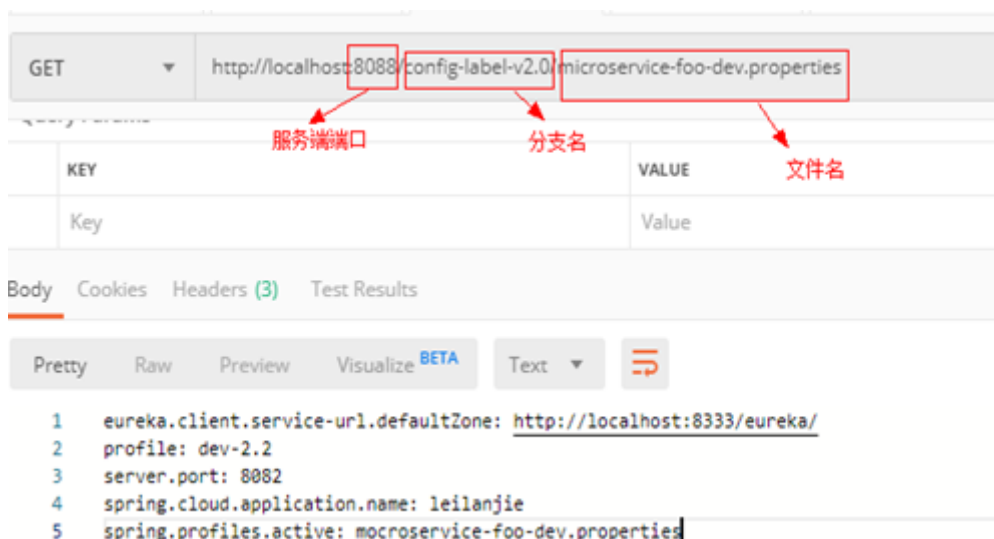 GET http://localhost:8088/config-label-v2.0/microservice-foo-dev.properties
服务端端口 分支名 文件名
KEY VALUE
Key Value
Body Cookies Headers (3) Test Results
Pretty Raw Preview Visualize BETA Text
1 eureka.client.service-url.defaultZone: http://localhost:8333/eureka/
2 profile: dev-2.2
3 server.port: 8082
4 spring.cloud.application.name: leilanjie
5 spring.profiles.active: mocroservice-foo-dev.properties